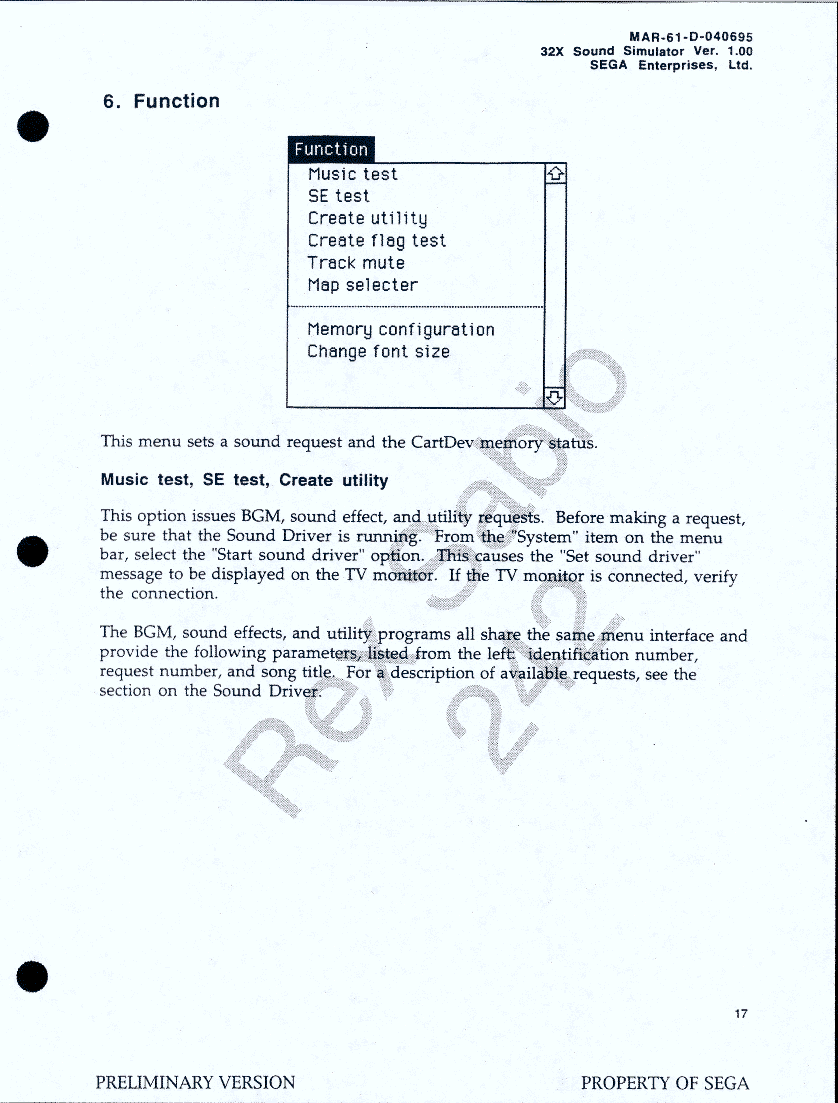 MAR-61-D-040695
32X Sound Simulator Ver. 1.00
SEGA Enterprises, Ltd.
6. Function
Function
Music test
SE test
Create utility
Create flag test
Track mute
Map selecter
Memory configuration
Change font size
This menu sets a sound request and the CartDev memory status.
Music test, SE test, Create utility
This option issues BGM, sound effect, and utility requests. Before making a request,
be sure that the Sound Driver is running. From the "System" item on the menu
bar, select the "Start sound driver" option. This causes the "Set sound driver"
message to be displayed on the TV monitor. If the TV monitor is connected, verify
the connection.
The BGM, sound effects, and utility programs all share the same menu interface and
provide the following parameters, listed from the left: identification number,
request number, and song title. For a description of available requests, see the
section on the Sound Driver.
Rex Sabio
242
17
PRELIMINARY VERSION
PROPERTY OF SEGA